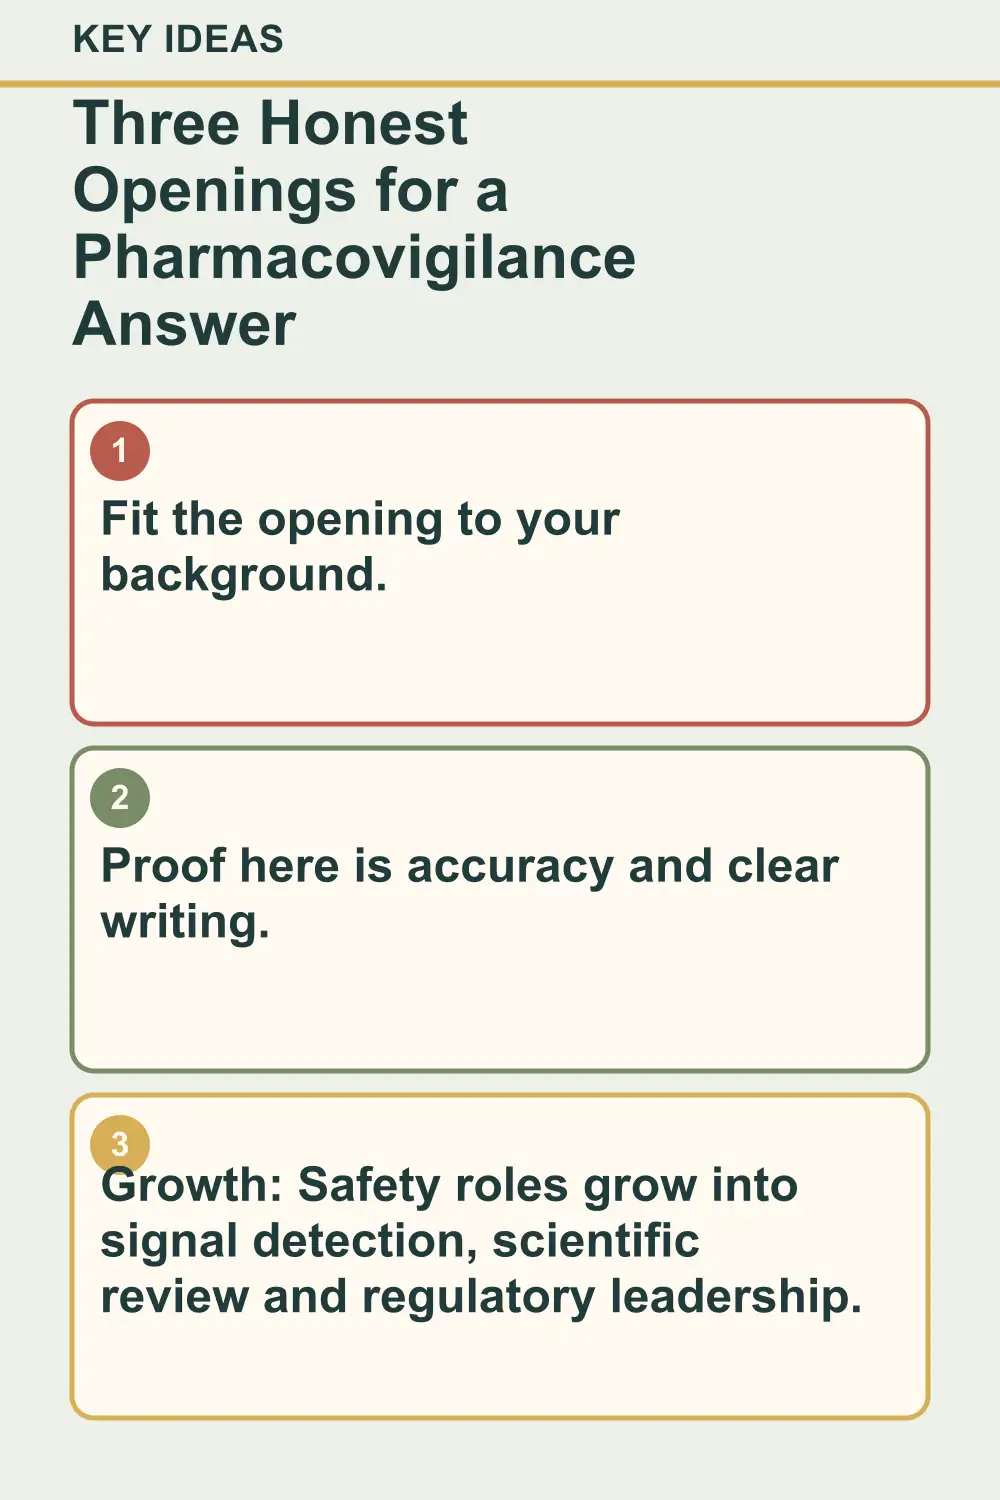 KEY IDEAS
Three Honest
Openings for a
Pharmacovigilance
Answer
1
Fit the opening to your
background.
2
Proof here is accuracy and clear
writing.
3
Growth: Safety roles grow into
signal detection, scientific
review and regulatory leadership.